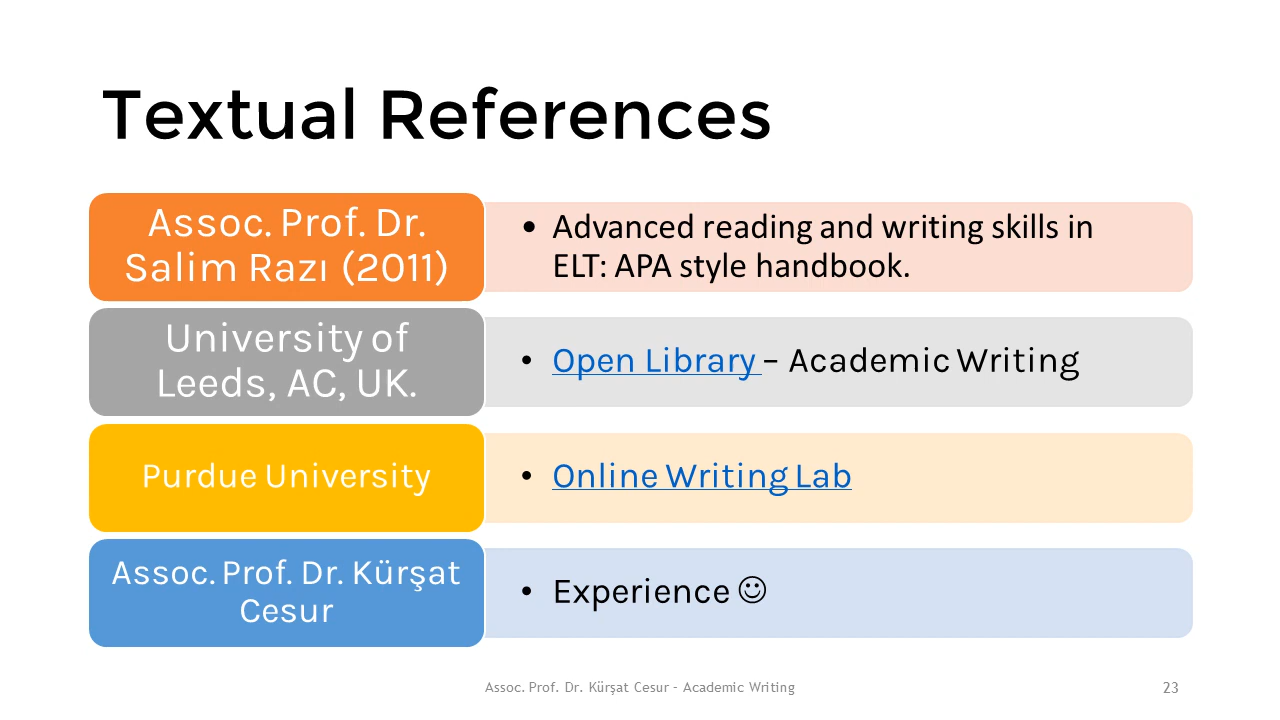 Textual References
Assoc. Prof. Dr.
Salim Razı (2011)
• Advanced reading and writing skills in
ELT: APA style handbook.
University of
Leeds, AC, UK.
• Open Library – Academic Writing
Purdue University
• Online Writing Lab
Assoc. Prof. Dr. Kürşat
Cesur
• Experience ☺
Assoc. Prof. Dr. Kürşat Cesur - Academic Writing
23